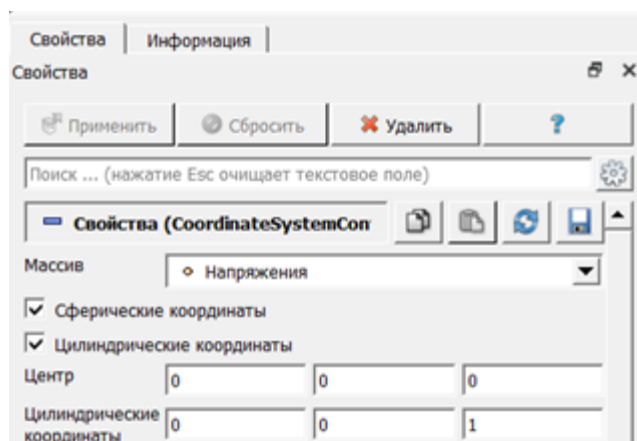 Свойства Информация
Свойства
Применить Сбросить Удалить ?
Поиск ... (нажатие Esc очищает текстовое поле)
Свойства (CoordinateSystemCon
Массив Напряжения
Сферические координаты
Цилиндрические координаты
Центр 0 0 0
Цилиндрические 0 0 1
координаты